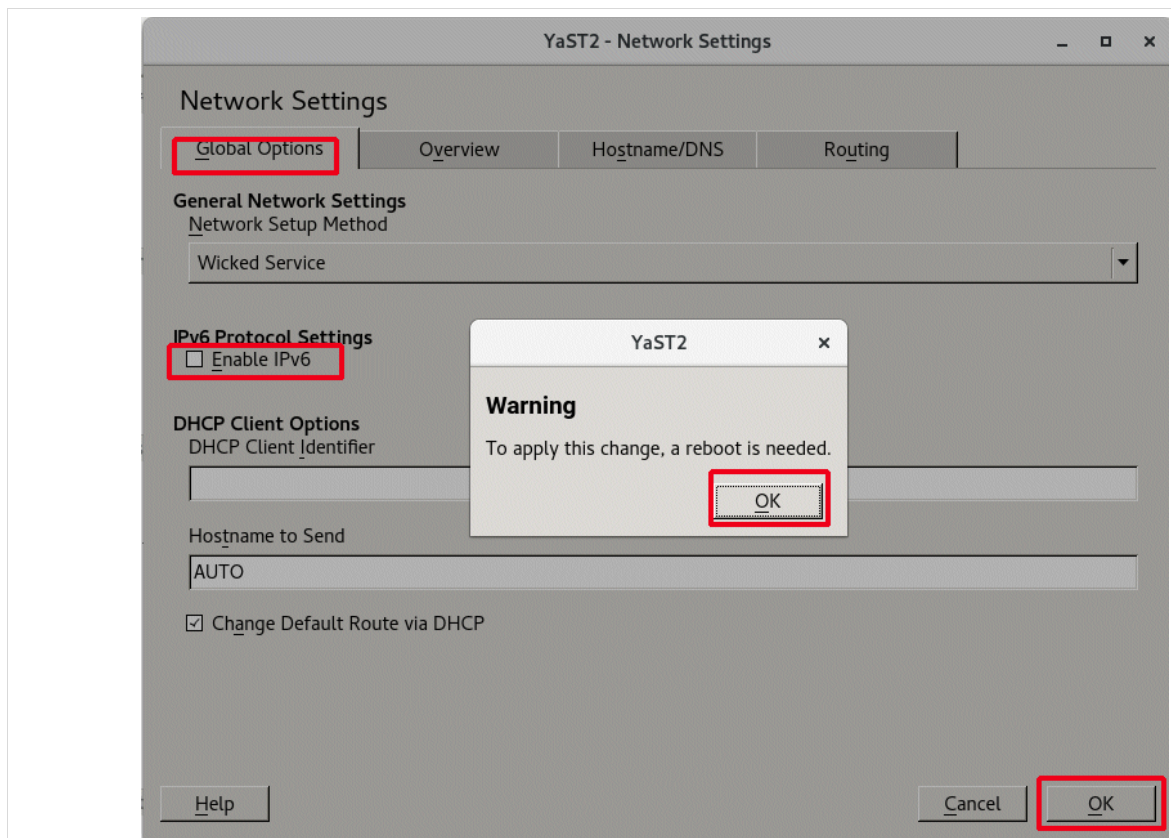 YaST2 - Network Settings
Network Settings
Global Options Overview Hostname/DNS Routing
General Network Settings
Network Setup Method
Wicked Service
IPv6 Protocol Settings
Enable IPv6
YaST2
Warning
To apply this change, a reboot is needed.
OK
DHCP Client Options
DHCP Client Identifier
Hostname to Send
AUTO
Change Default Route via DHCP
Help Cancel OK